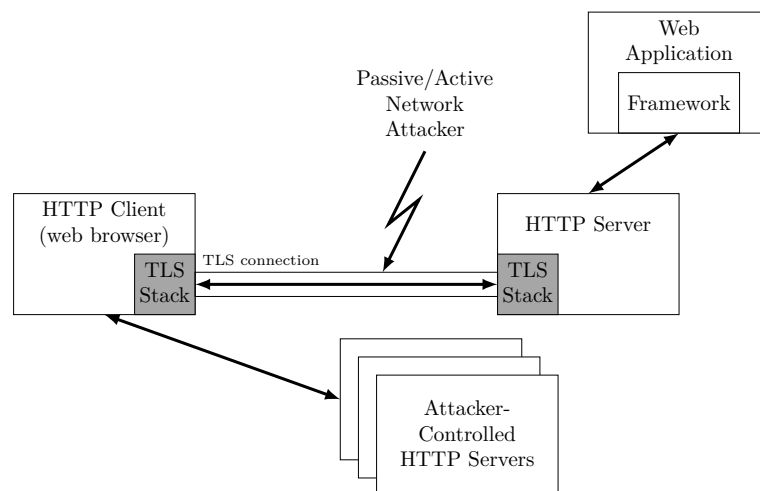 Web
Application
Framework
Passive/Active
Network
Attacker
HTTP Client
(web browser)
TLS
Stack
TLS connection
HTTP Server
TLS
Stack
Attacker-
Controlled
HTTP Servers